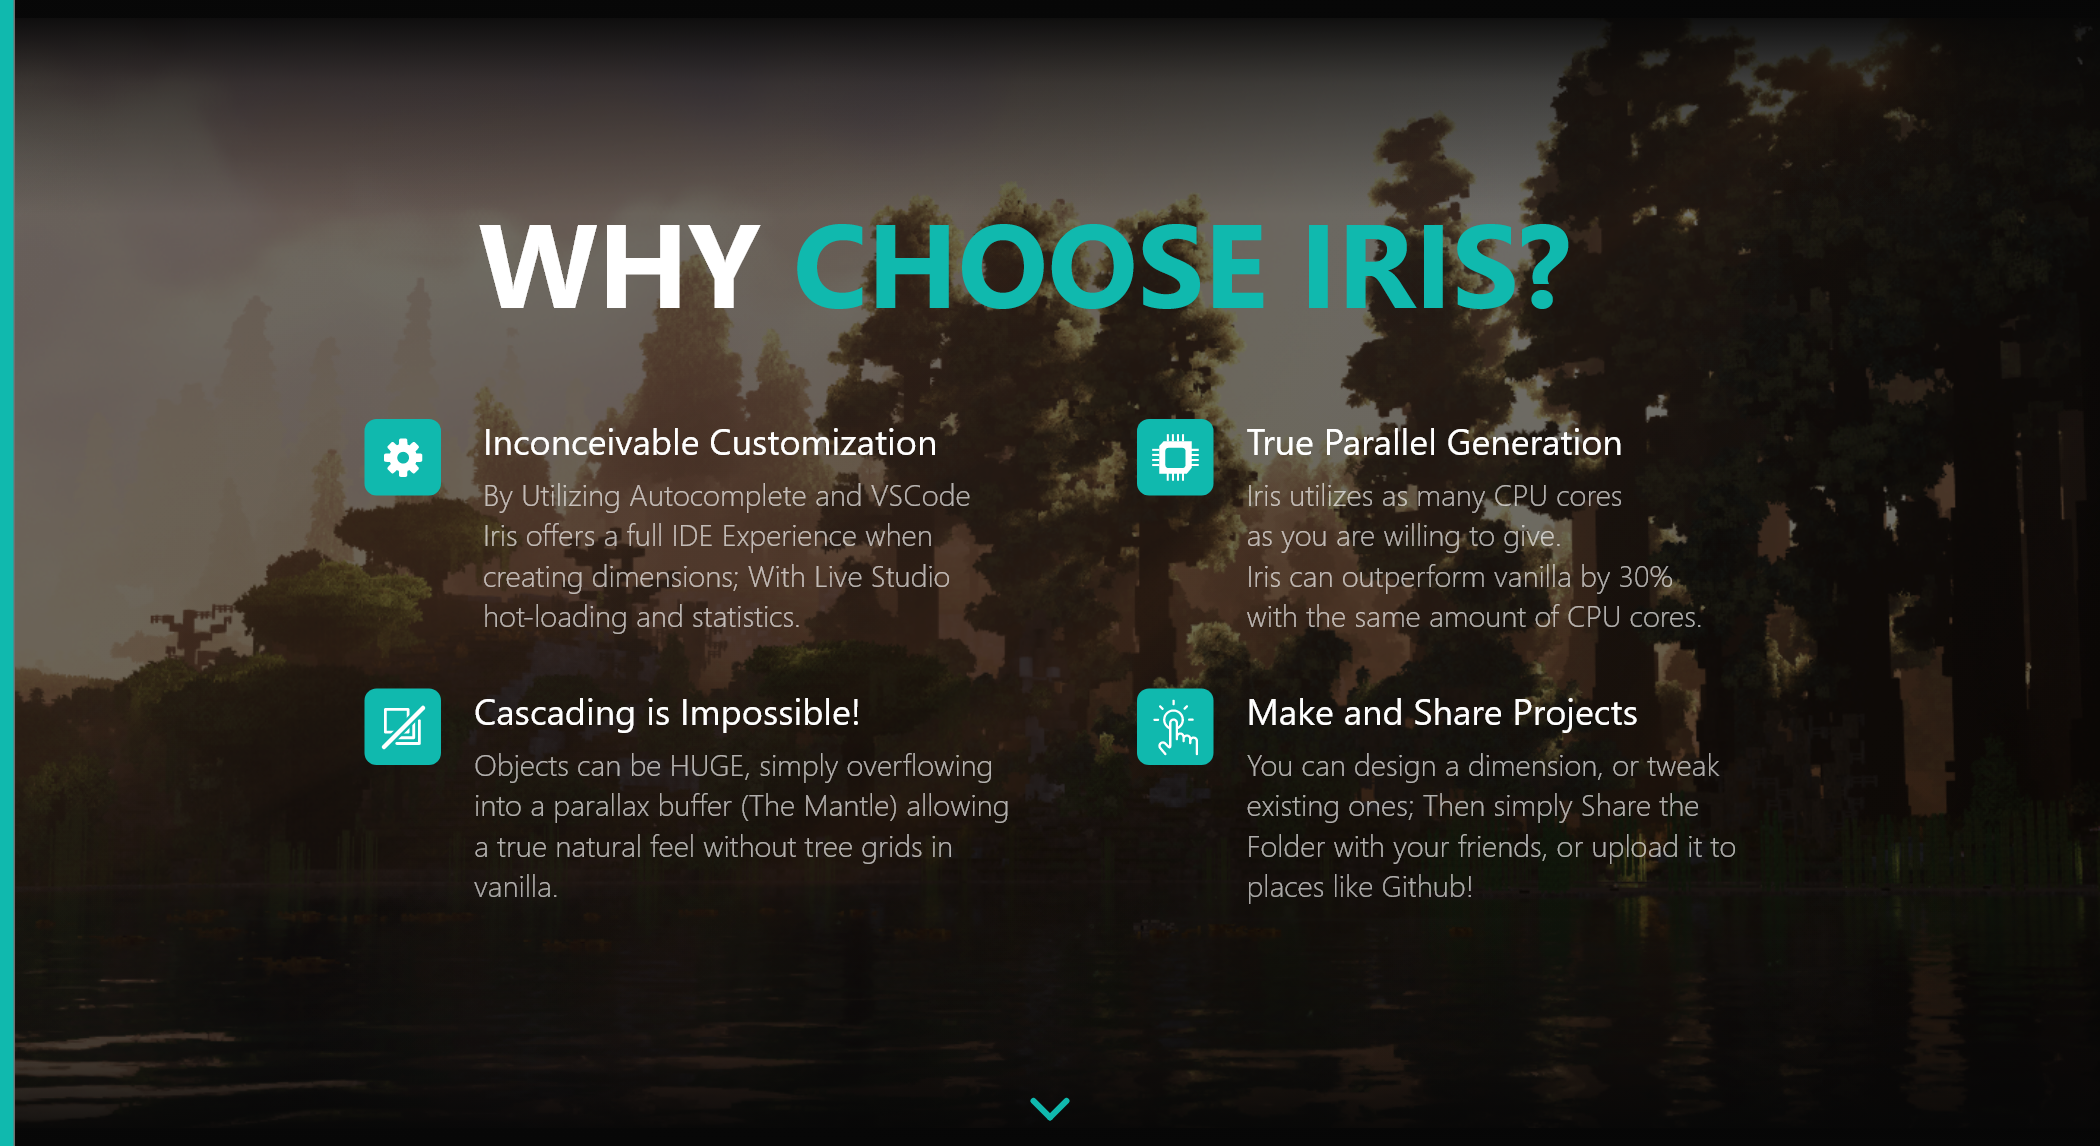 WHY CHOOSE IRIS?
Inconceivable Customization
By Utilizing Autocomplete and VSCode
Iris offers a full IDE Experience when
creating dimensions; With Live Studio
hot-loading and statistics.
True Parallel Generation
Iris utilizes as many CPU cores
as you are willing to give.
Iris can outperform vanilla by 30%
with the same amount of CPU cores.
Cascading is Impossible!
Objects can be HUGE, simply overflowing
into a parallax buffer (The Mantle) allowing
a true natural feel without tree grids in
vanilla.
Make and Share Projects
You can design a dimension, or tweak
existing ones; Then simply Share the
Folder with your friends, or upload it to
places like Github!